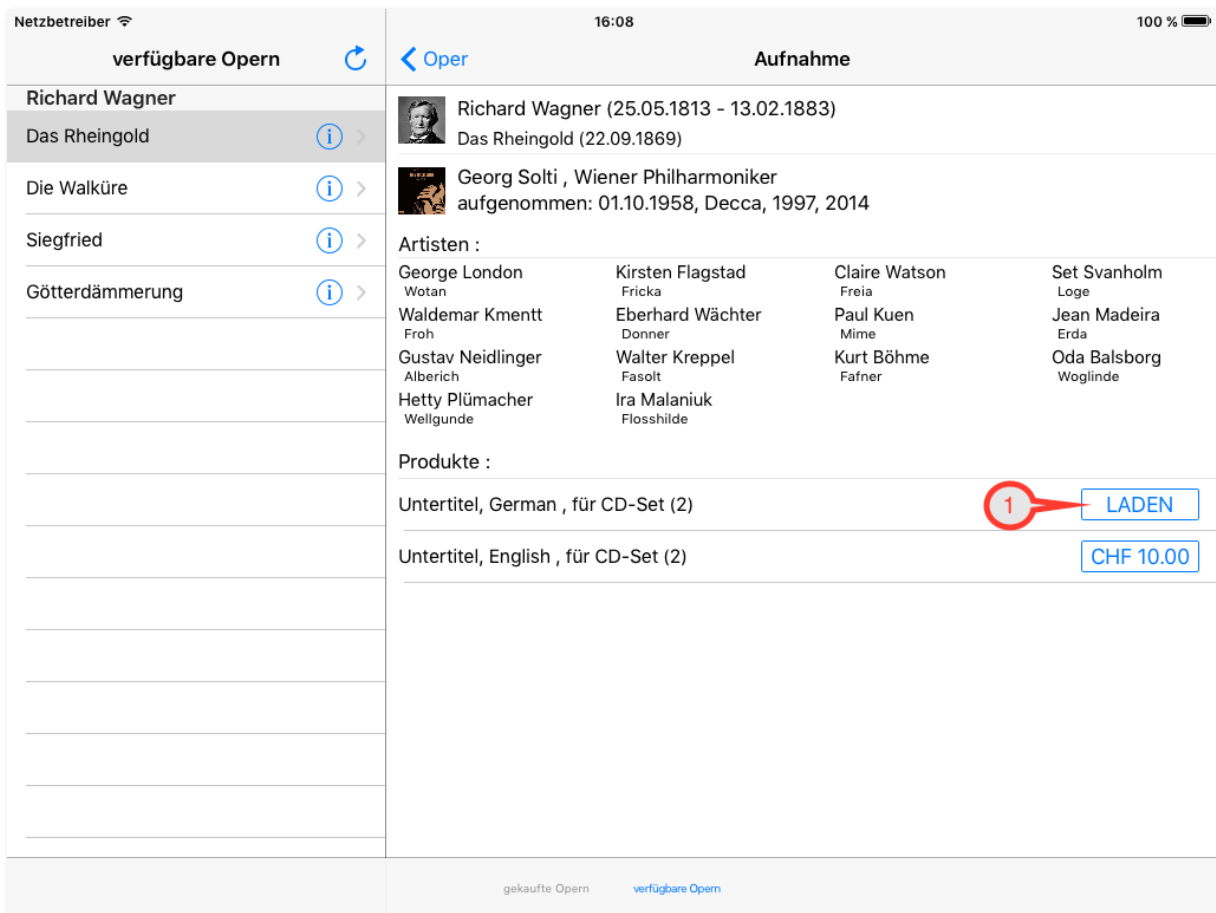 Netzbetreiber
16:08
100 %
verfügbare Opern
Oper
Aufnahme
Richard Wagner
Das Rheingold
Die Walküre
Siegfried
Götterdämmerung
Richard Wagner (25.05.1813 - 13.02.1883)
Das Rheingold (22.09.1869)
Georg Solti , Wiener Philharmoniker
aufgenommen: 01.10.1958, Decca, 1997, 2014
Artisten :
George London Kirsten Flagstad Claire Watson Set Svanholm
Wotan Fricka Freia Loge
Waldemar Kmentt Eberhard Wächter Paul Kuen Jean Madeira
Froh Donner Mime Erda
Gustav Neidlinger Walter Kreppel Kurt Böhme Oda Balsborg
Alberich Fasolt Fafner Woglinde
Hetty Plümacher Ira Malaniuk
Wellgunde Flosshilde
Produkte :
Untertitel, German , für CD-Set (2) 1 LADEN
Untertitel, English , für CD-Set (2) CHF 10.00
gekaufte Opern verfügbare Opern